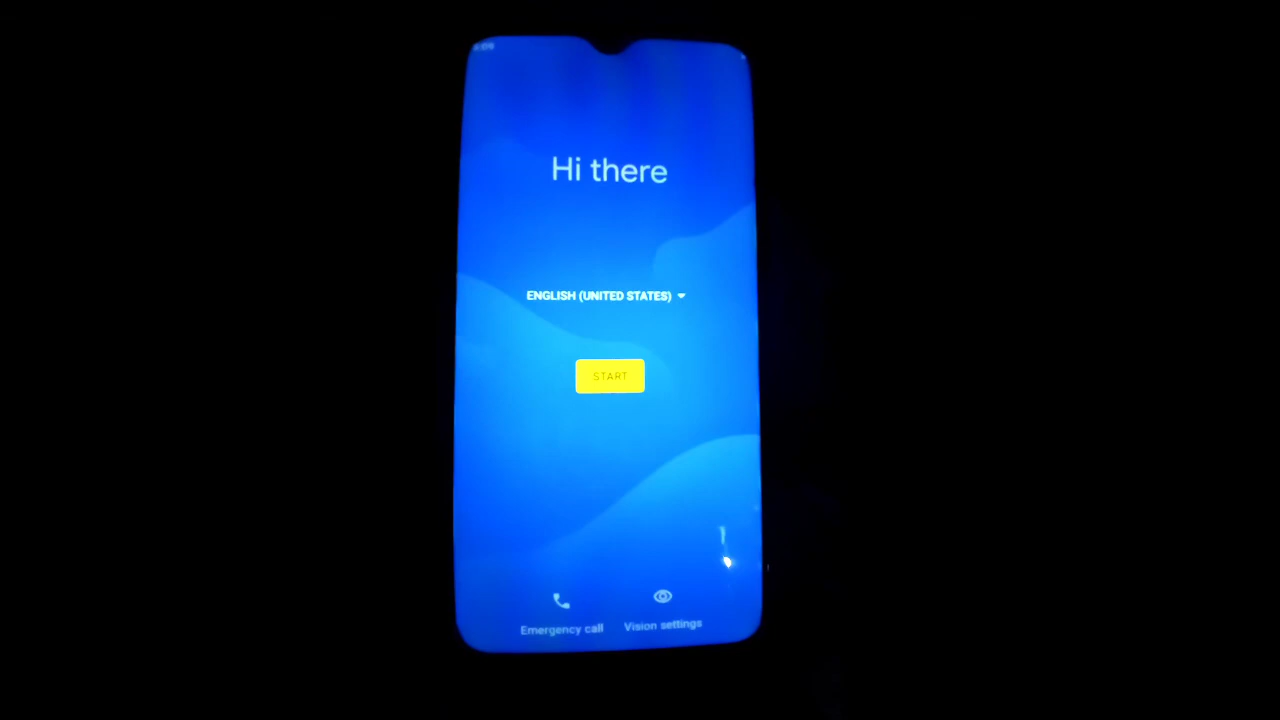 Hi there
ENGLISH (UNITED STATES)
START
Emergency call
Vision settings